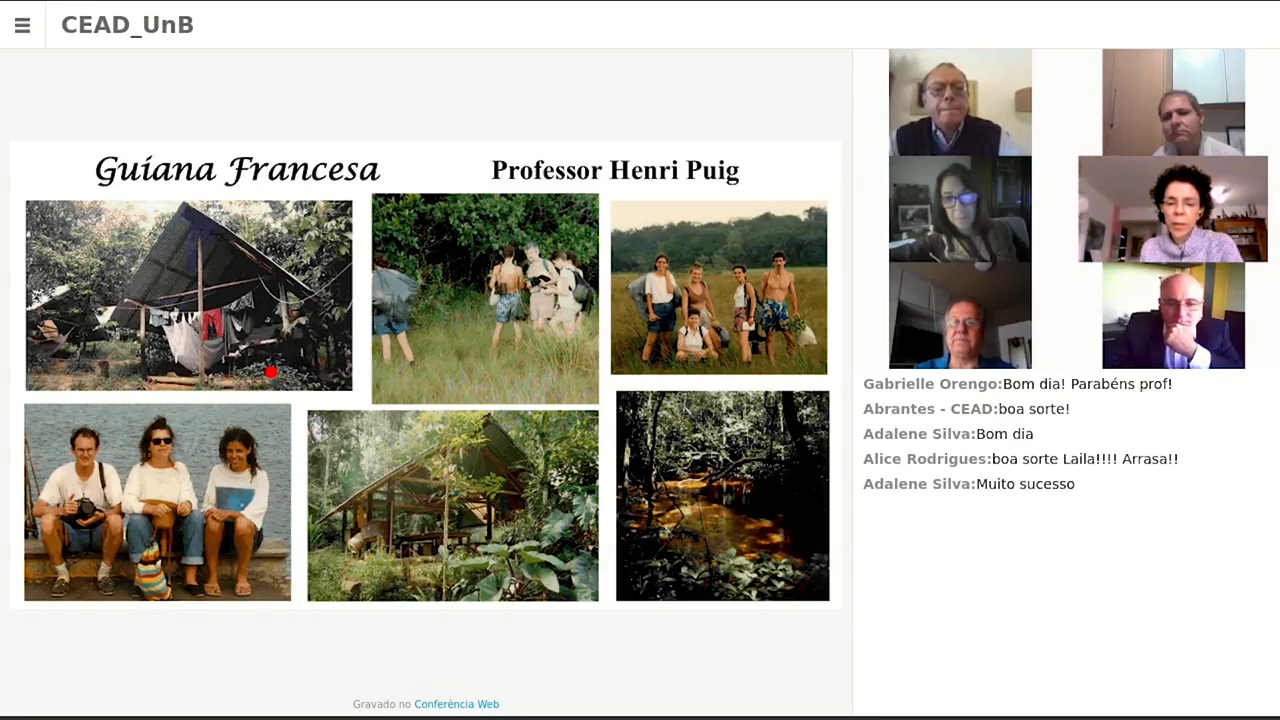 CEAD_UnB
Guiana Francesa
Professor Henri Puig
Gabrielle Orengo:Bom dia! Parabéns prof!
Abrantes - CEAD:boa sorte!
Adalene Silva:Bom dia
Alice Rodrigues:boa sorte Laila!!!! Arrasa!!
Adalene Silva:Muito sucesso
Gravado no Conferência Web